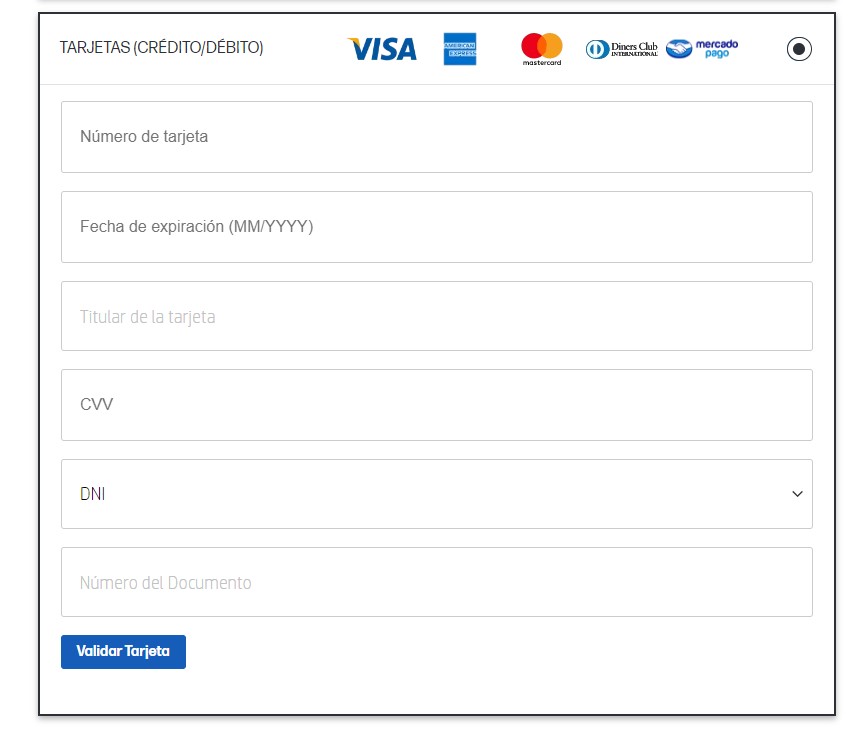 TARJETAS (CRÉDITO/DÉBITO)
VISA
AMERICAN EXPRESS
mastercard
Diners Club INTERNATIONAL
mercado pago
Número de tarjeta
Fecha de expiración (MM/YYYY)
Titular de la tarjeta
CVV
DNI
Número del Documento
Validar Tarjeta